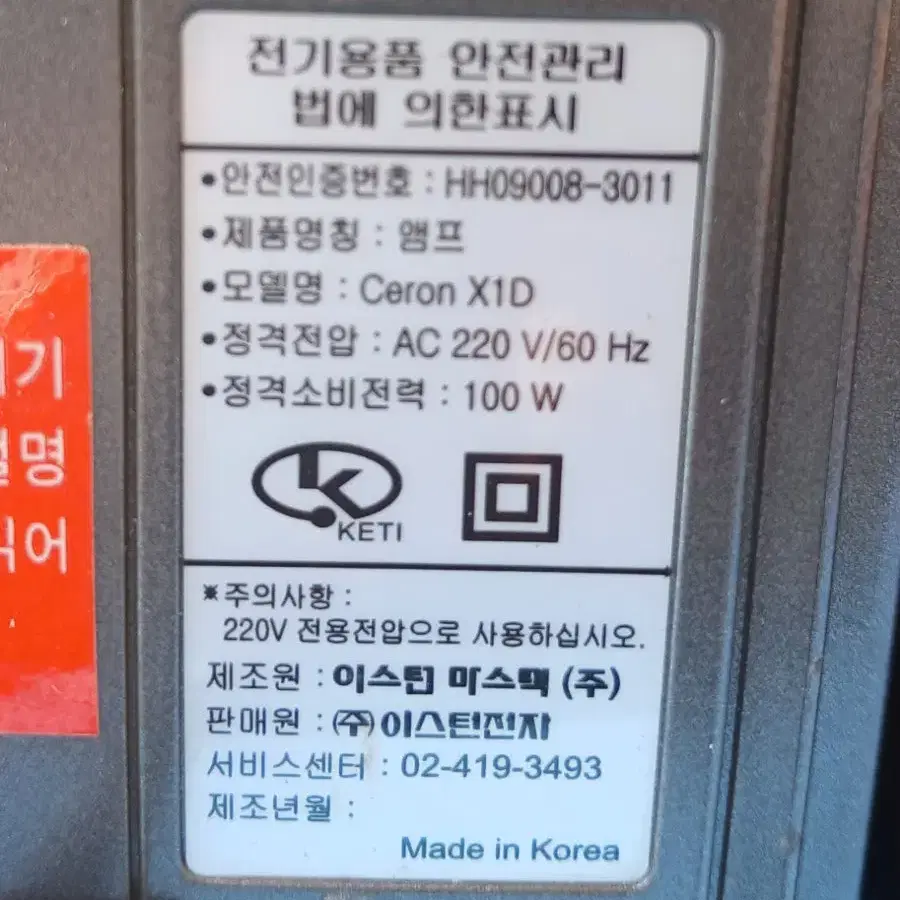 전기용품 안전관리
법에 의한표시
•안전인증번호 : HH09008-3011
•제품명칭 : 앰프
•모델명 : Ceron X1D
•정격전압 : AC 220 V/60 Hz
•정격소비전력 : 100 W
KETI
※주의사항 :
220V 전용전압으로 사용하십시오.
제조원 : 이스턴 마스텍 (주)
판매원 : (주)이스턴전자
서비스센터 : 02-419-3493
제조년월 :
Made in Korea
기
명
어